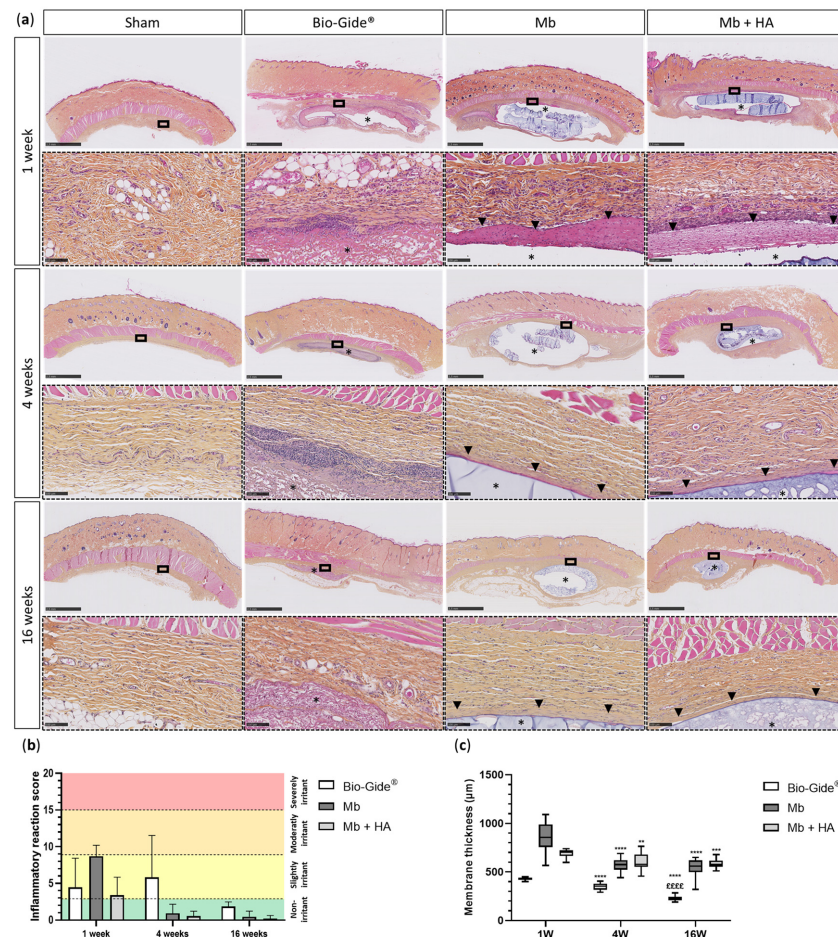 (a)
Sham
Bio-Gide®
Mb
Mb + HA
1 week
*
*
*
*
*
*
4 weeks
*
*
*
*
*
*
16 weeks
*
*
*
*
*
*
(b)
Inflammatory reaction score
20
15
10
5
0
1 week
4 weeks
16 weeks
Severely irritant
Moderatly irritant
Slightly irritant
Non-irritant
Bio-Gide®
Mb
Mb + HA
(c)
Membrane thickness (µm)
1500
1000
500
0
1W
4W
16W
****
****
**
****
££££
****
***
Bio-Gide®
Mb
Mb + HA